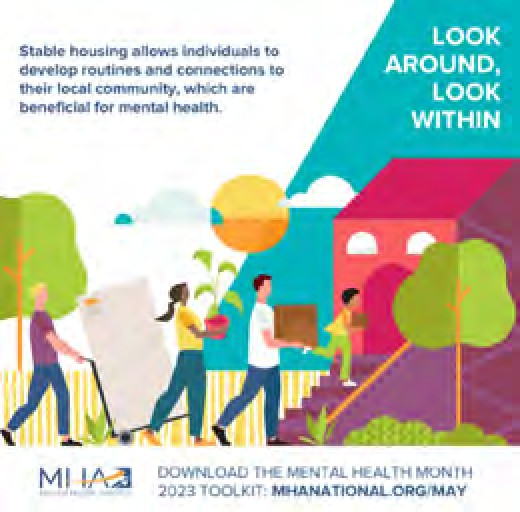 Stable housing allows individuals to
develop routines and connections to
their local community, which are
beneficial for mental health.
LOOK
AROUND,
LOOK
WITHIN
MHA
DOWNLOAD THE MENTAL HEALTH MONTH
2023 TOOLKIT: MHANATIONAL.ORG/MAY